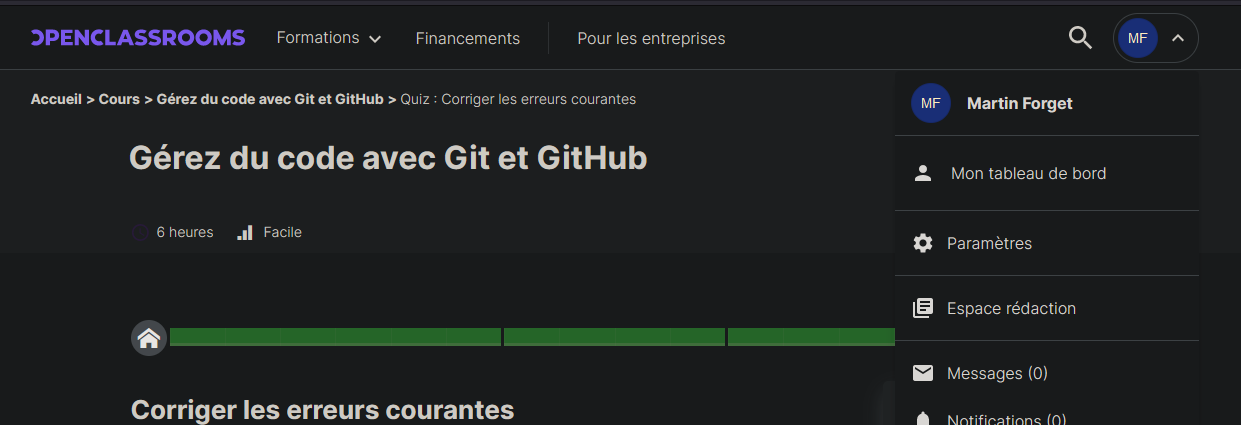 OPENCLASSROOMS Formations Financements Pour les entreprises MF
Accueil > Cours > Gérez du code avec Git et GitHub > Quiz : Corriger les erreurs courantes
MF Martin Forget
Gérez du code avec Git et GitHub
Mon tableau de bord
6 heures Facile
Paramètres
Espace rédaction
Messages (0)
Corriger les erreurs courantes
Notifications (0)